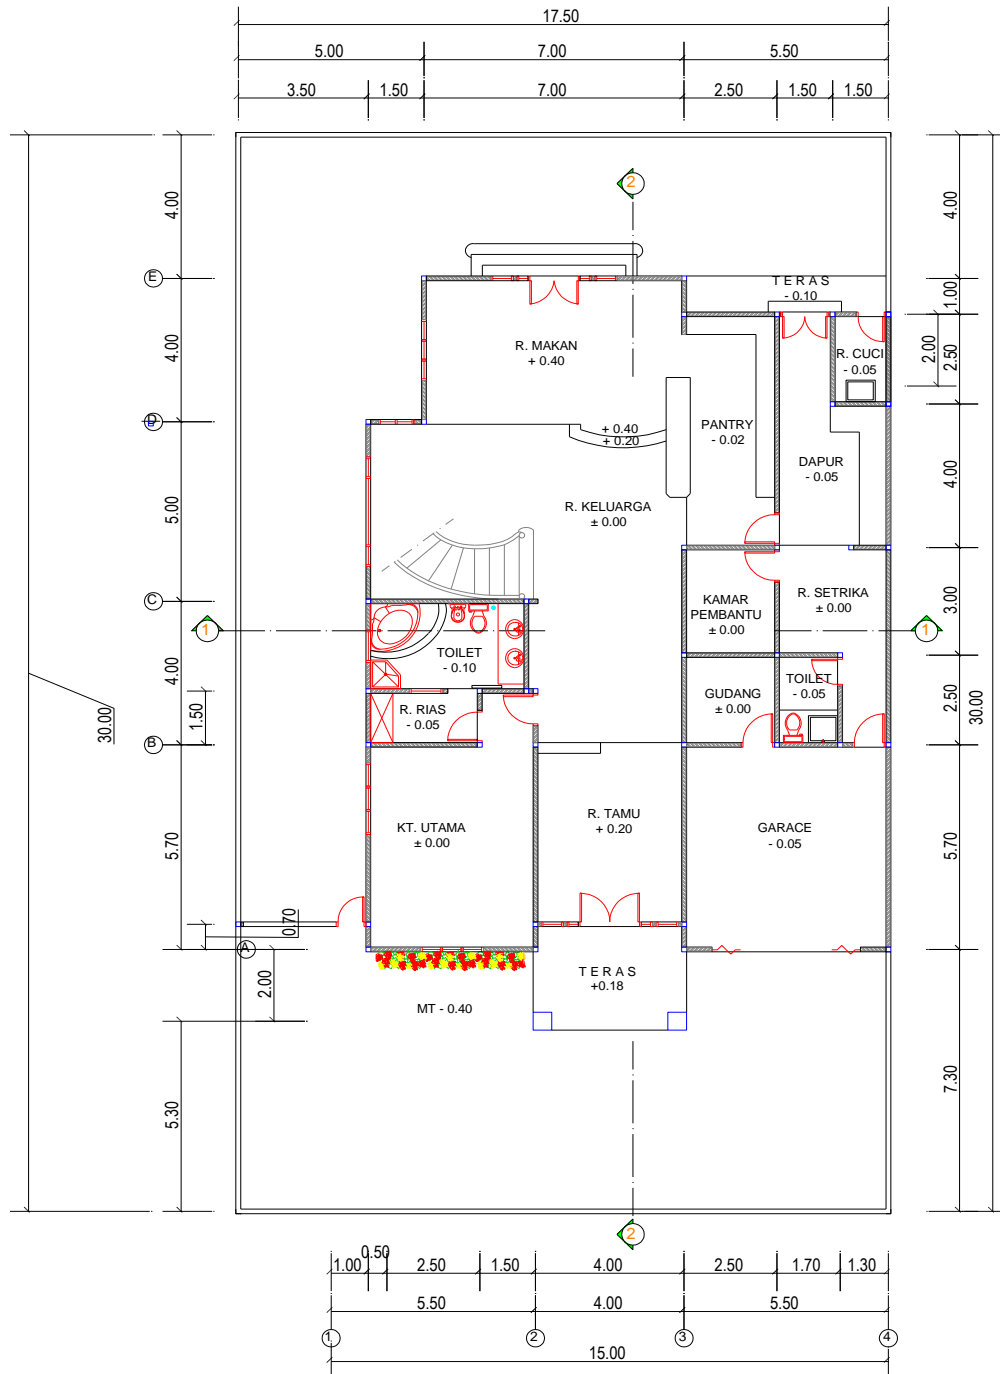 17.50
5.00 7.00 5.50
3.50 1.50 7.00 2.50 1.50 1.50
2
4.00 4.00
E
T E R A S
- 0.10
1.00
R. MAKAN
+ 0.40
4.00
R. CUCI
- 0.05
2.00
2.50
D
+ 0.40
+ 0.20
PANTRY
- 0.02
DAPUR
- 0.05
4.00
R. KELUARGA
± 0.00
5.00
C
KAMAR
PEMBANTU
± 0.00
R. SETRIKA
± 0.00
3.00
1 1
TOILET
- 0.10
4.00
TOILET
- 0.05
GUDANG
± 0.00
2.50
R. RIAS
- 0.05
1.50
30.00 30.00
B
KT. UTAMA
± 0.00
R. TAMU
+ 0.20
GARACE
- 0.05
5.70 5.70
0.70
A
T E R A S
+0.18
2.00
MT - 0.40
5.30 7.30
2
0.50
1.00 2.50 1.50 4.00 2.50 1.70 1.30
5.50 4.00 5.50
1 2 3 4
15.00